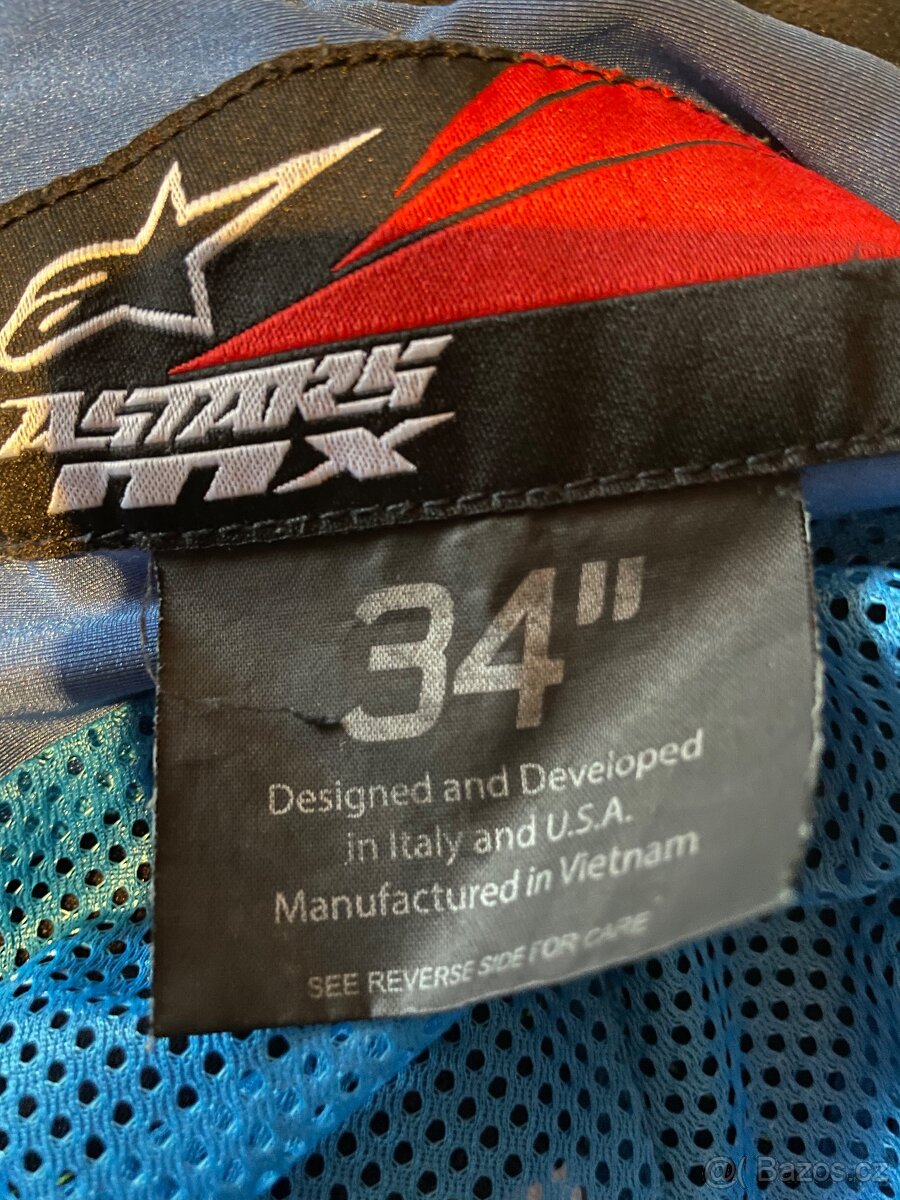 ASTARS
MX
34"
Designed and Developed
in Italy and U.S.A.
Manufactured in Vietnam
SEE REVERSE SIDE FOR CARE
Bazos.cz